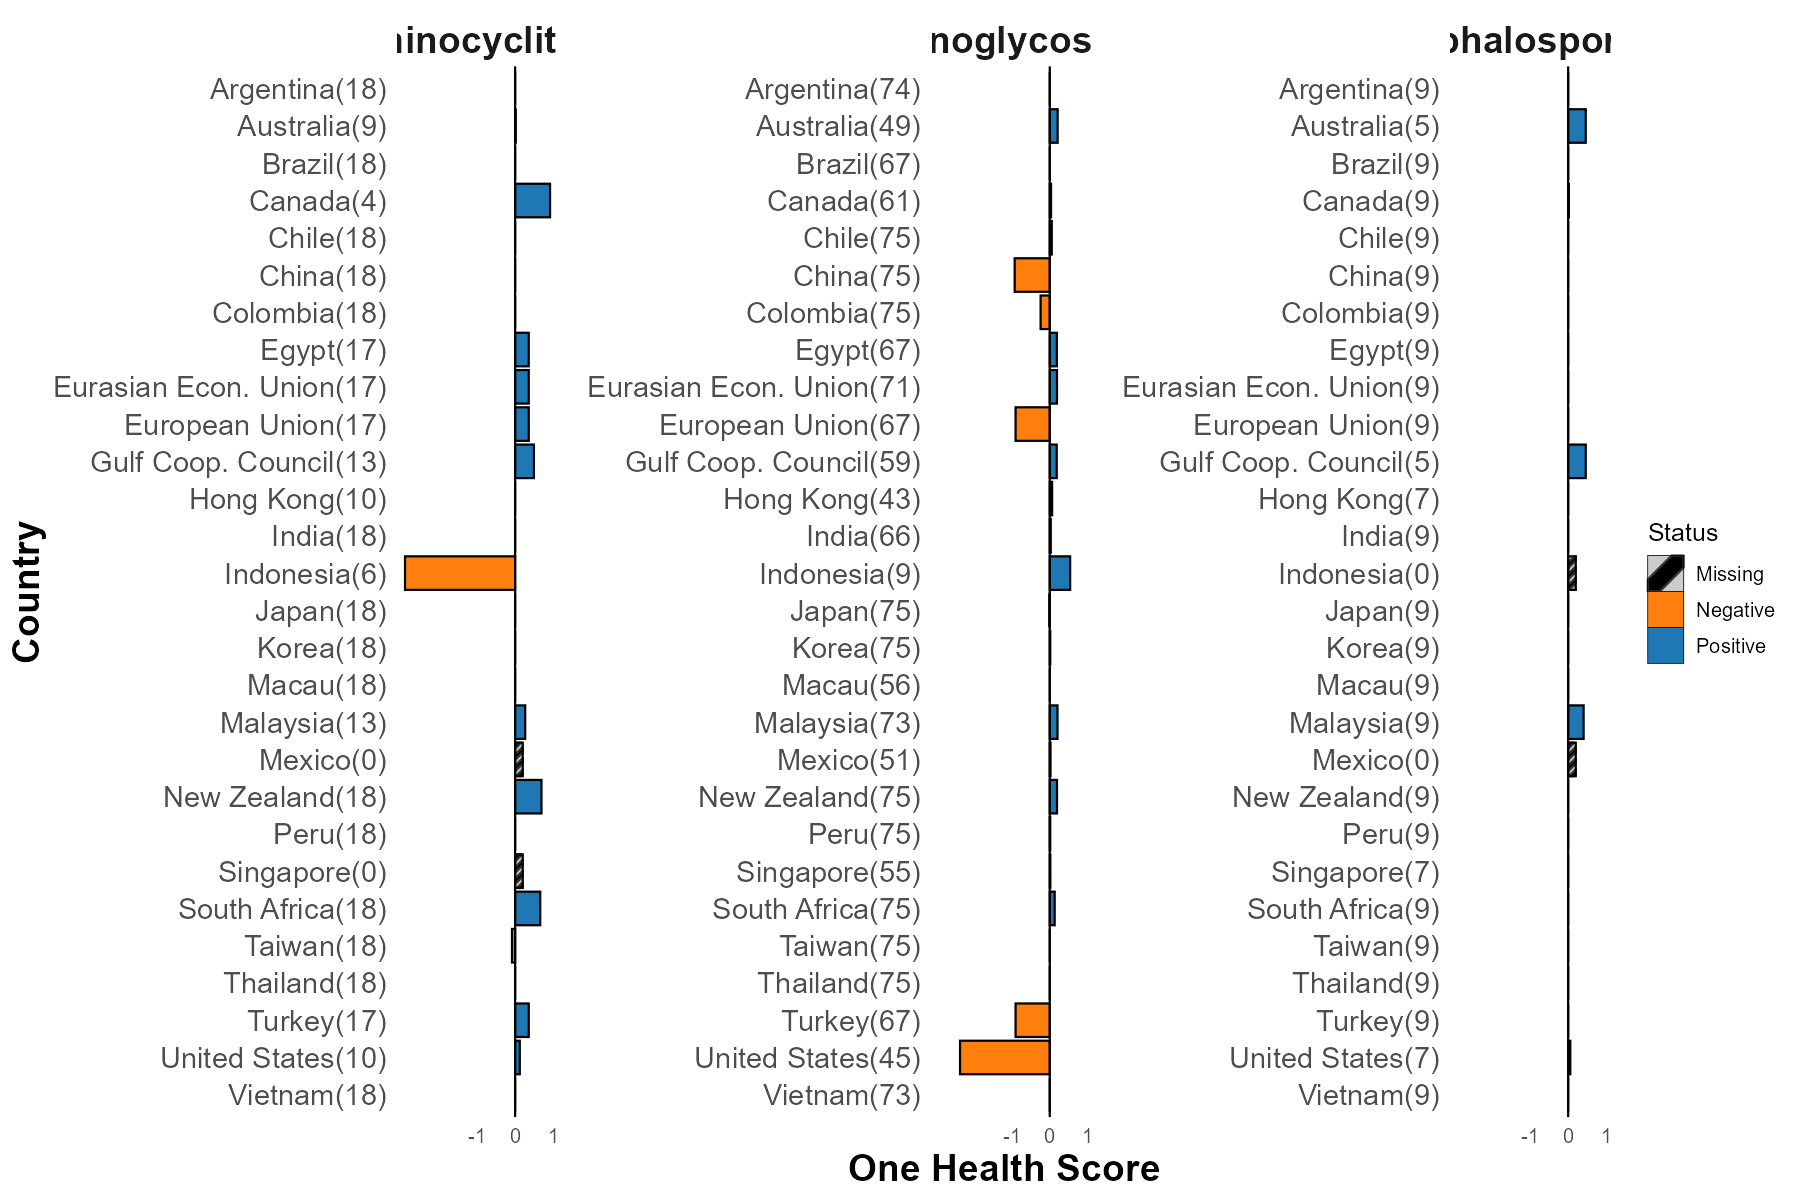 inocyclit
noglycos
halospor
Argentina(18)
Australia(9)
Brazil(18)
Canada(4)
Chile(18)
China(18)
Colombia(18)
Egypt(17)
Eurasian Econ. Union(17)
European Union(17)
Gulf Coop. Council(13)
Hong Kong(10)
India(18)
Indonesia(6)
Japan(18)
Korea(18)
Macau(18)
Malaysia(13)
Mexico(0)
New Zealand(18)
Peru(18)
Singapore(0)
South Africa(18)
Taiwan(18)
Thailand(18)
Turkey(17)
United States(10)
Vietnam(18)
-1 0 1
Argentina(74)
Australia(49)
Brazil(67)
Canada(61)
Chile(75)
China(75)
Colombia(75)
Egypt(67)
Eurasian Econ. Union(71)
European Union(67)
Gulf Coop. Council(59)
Hong Kong(43)
India(66)
Indonesia(9)
Japan(75)
Korea(75)
Macau(56)
Malaysia(73)
Mexico(51)
New Zealand(75)
Peru(75)
Singapore(55)
South Africa(75)
Taiwan(75)
Thailand(75)
Turkey(67)
United States(45)
Vietnam(73)
-1 0 1
Argentina(9)
Australia(5)
Brazil(9)
Canada(9)
Chile(9)
China(9)
Colombia(9)
Egypt(9)
Eurasian Econ. Union(9)
European Union(9)
Gulf Coop. Council(5)
Hong Kong(7)
India(9)
Indonesia(0)
Japan(9)
Korea(9)
Macau(9)
Malaysia(9)
Mexico(0)
New Zealand(9)
Peru(9)
Singapore(7)
South Africa(9)
Taiwan(9)
Thailand(9)
Turkey(9)
United States(7)
Vietnam(9)
-1 0 1
Country
One Health Score
Status
Missing
Negative
Positive